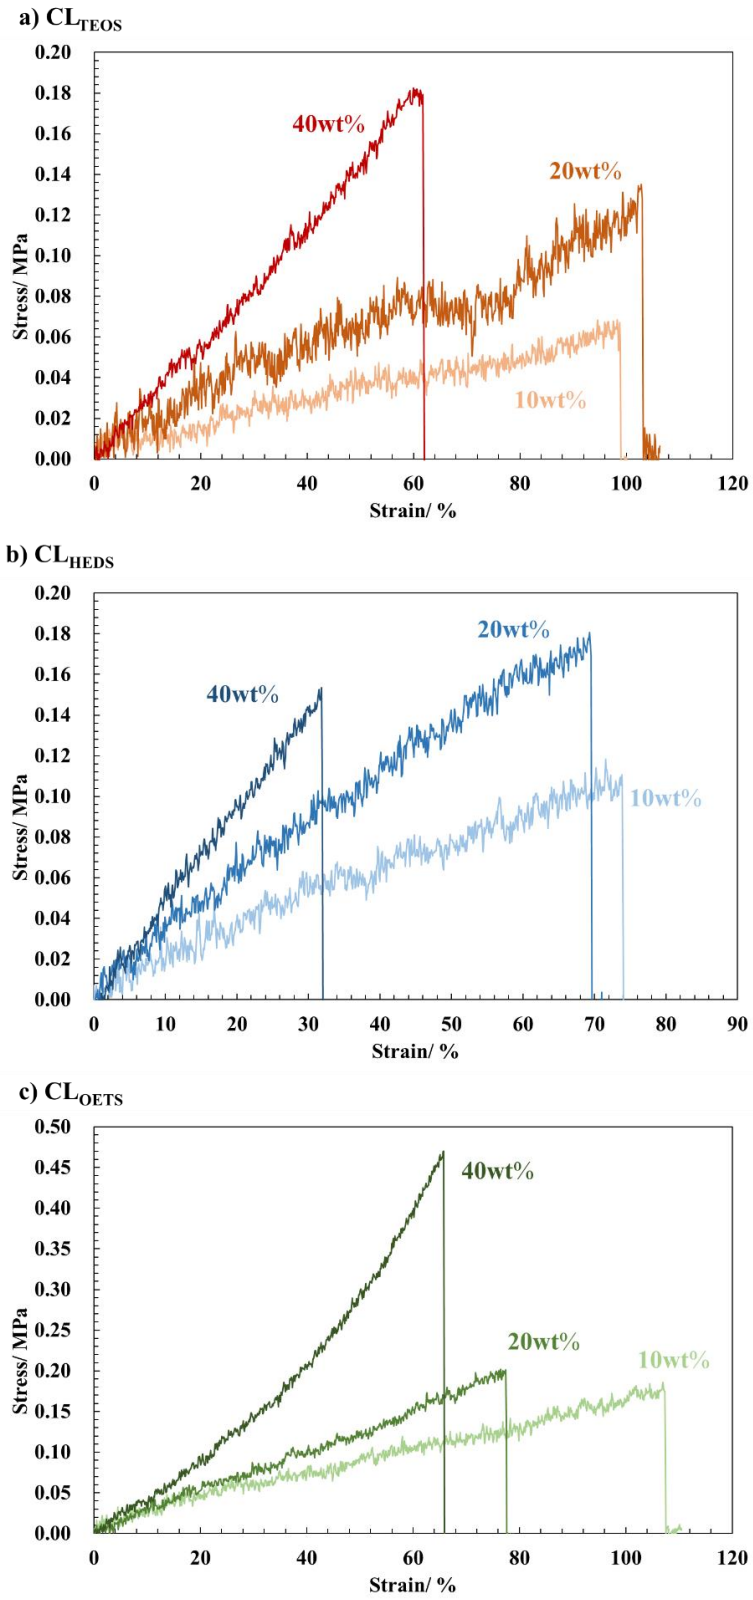 a) CLTEOS
0.20
0.18
0.16
0.14
0.12
0.10
0.08
0.06
0.04
0.02
0.00
Stress/ MPa
40wt%
20wt%
10wt%
0 20 40 60 80 100 120
Strain/ %
b) CLHEDS
0.20
0.18
0.16
0.14
0.12
0.10
0.08
0.06
0.04
0.02
0.00
Stress/ MPa
20wt%
40wt%
10wt%
0 10 20 30 40 50 60 70 80 90
Strain/ %
c) CLOETS
0.50
0.45
0.40
0.35
0.30
0.25
0.20
0.15
0.10
0.05
0.00
Stress/ MPa
40wt%
20wt%
10wt%
0 20 40 60 80 100 120
Strain/ %